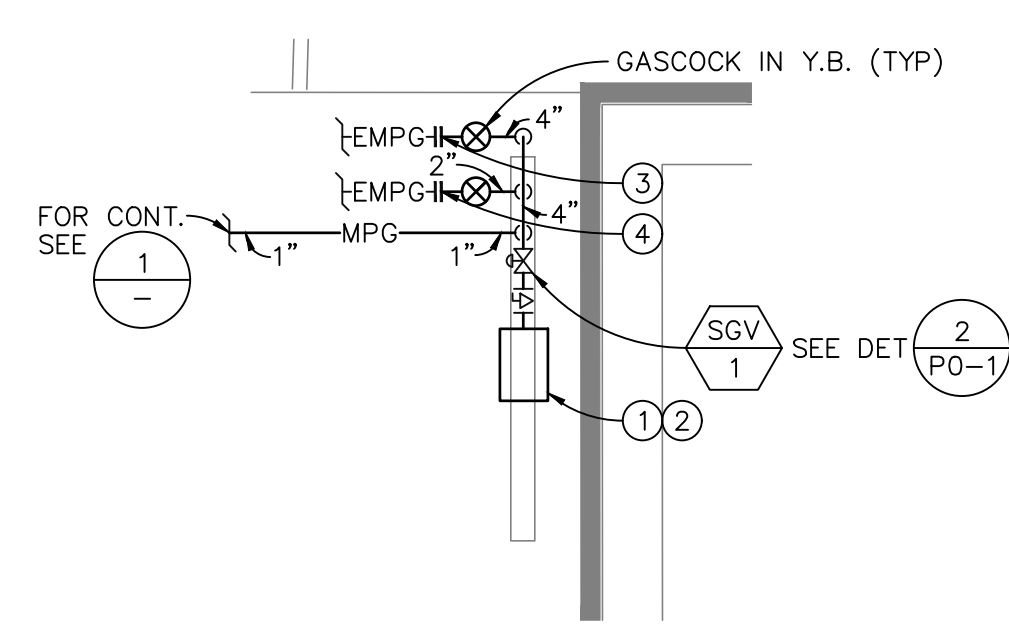 GASCOCK IN Y.B. (TYP)
EMPG
4"
2"
3
EMPG
4"
4
FOR CONT.
SEE
1
–
1"
MPG
1"
SGV
1
SEE DET
2
P0-1
1
2